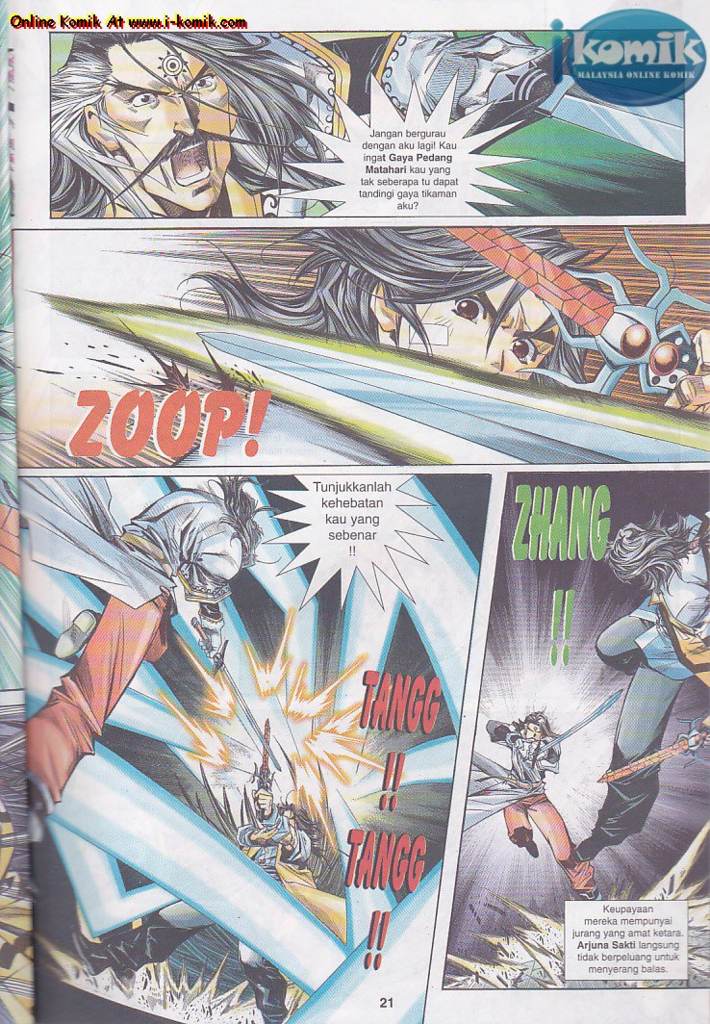 Online Komik At www.i-komik.com
ikomik
MALAYSIA ONLINE KOMIK
Jangan bergurau
dengan aku lagi! Kau
ingat Gaya Pedang
Matahari kau yang
tak seberapa tu dapat
tandingi gaya tikaman
aku?
ZOOP!
Tunjukkanlah
kehebatan
kau yang
sebenar
!!
TANGG
!!
TANGG
!!
ZHANG
!!
Keupayaan
mereka mempunyai
jurang yang amat ketara.
Arjuna Sakti langsung
tidak berpeluang untuk
menyerang balas.
21